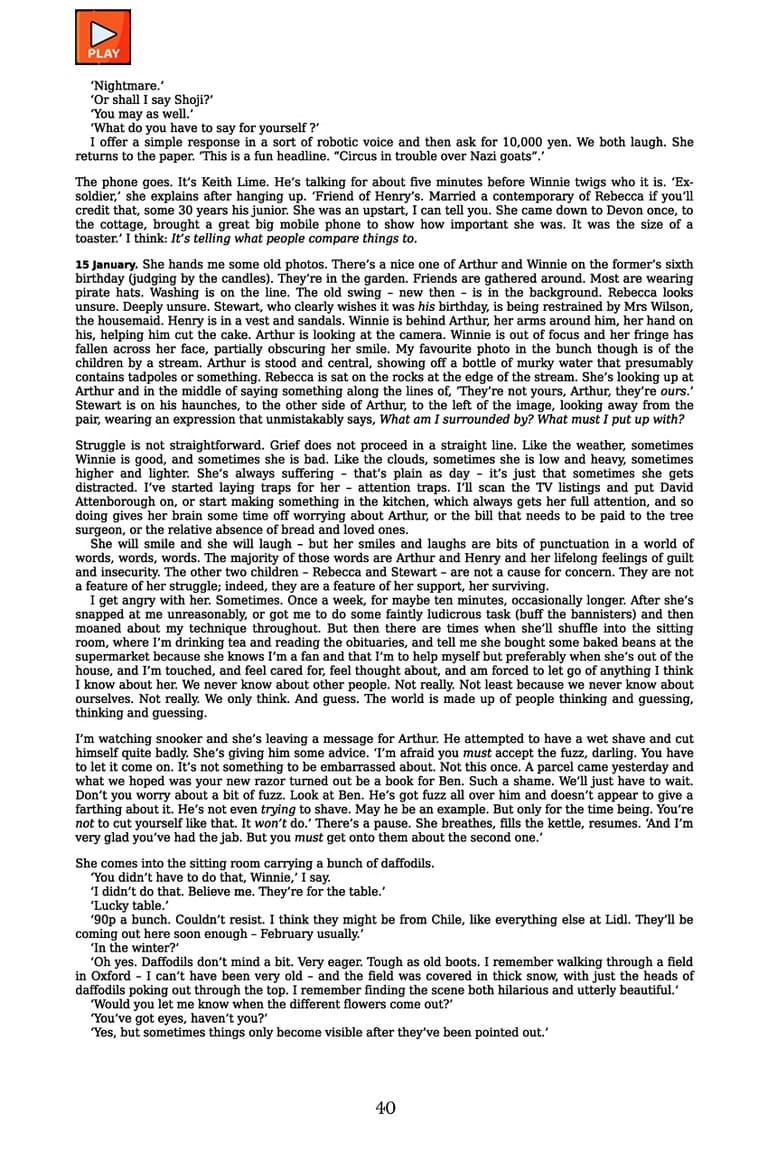 PLAY
‘Nightmare.’
‘Or shall I say Shoji?’
‘You may as well.’
‘What do you have to say for yourself ?’
I offer a simple response in a sort of robotic voice and then ask for 10,000 yen. We both laugh. She
returns to the paper. ‘This is a fun headline. “Circus in trouble over Nazi goats”.’
The phone goes. It’s Keith Lime. He’s talking for about five minutes before Winnie twigs who it is. ‘Ex-
soldier,’ she explains after hanging up. ‘Friend of Henry’s. Married a contemporary of Rebecca if you’ll
credit that, some 30 years his junior. She was an upstart, I can tell you. She came down to Devon once, to
the cottage, brought a great big mobile phone to show how important she was. It was the size of a
toaster.’ I think: It’s telling what people compare things to.
15 January. She hands me some old photos. There’s a nice one of Arthur and Winnie on the former’s sixth
birthday (judging by the candles). They’re in the garden. Friends are gathered around. Most are wearing
pirate hats. Washing is on the line. The old swing – new then – is in the background. Rebecca looks
unsure. Deeply unsure. Stewart, who clearly wishes it was his birthday, is being restrained by Mrs Wilson,
the housemaid. Henry is in a vest and sandals. Winnie is behind Arthur, her arms around him, her hand on
his, helping him cut the cake. Arthur is looking at the camera. Winnie is out of focus and her fringe has
fallen across her face, partially obscuring her smile. My favourite photo in the bunch though is of the
children by a stream. Arthur is stood and central, showing off a bottle of murky water that presumably
contains tadpoles or something. Rebecca is sat on the rocks at the edge of the stream. She’s looking up at
Arthur and in the middle of saying something along the lines of, ‘They’re not yours, Arthur, they’re ours.’
Stewart is on his haunches, to the other side of Arthur, to the left of the image, looking away from the
pair, wearing an expression that unmistakably says, What am I surrounded by? What must I put up with?
Struggle is not straightforward. Grief does not proceed in a straight line. Like the weather, sometimes
Winnie is good, and sometimes she is bad. Like the clouds, sometimes she is low and heavy, sometimes
higher and lighter. She’s always suffering – that’s plain as day – it’s just that sometimes she gets
distracted. I’ve started laying traps for her – attention traps. I’ll scan the TV listings and put David
Attenborough on, or start making something in the kitchen, which always gets her full attention, and so
doing gives her brain some time off worrying about Arthur, or the bill that needs to be paid to the tree
surgeon, or the relative absence of bread and loved ones.
She will smile and she will laugh – but her smiles and laughs are bits of punctuation in a world of
words, words, words. The majority of those words are Arthur and Henry and her lifelong feelings of guilt
and insecurity. The other two children – Rebecca and Stewart – are not a cause for concern. They are not
a feature of her struggle; indeed, they are a feature of her support, her surviving.
I get angry with her. Sometimes. Once a week, for maybe ten minutes, occasionally longer. After she’s
snapped at me unreasonably, or got me to do some faintly ludicrous task (buff the bannisters) and then
moaned about my technique throughout. But then there are times when she’ll shuffle into the sitting
room, where I’m drinking tea and reading the obituaries, and tell me she bought some baked beans at the
supermarket because she knows I’m a fan and that I’m to help myself but preferably when she’s out of the
house, and I’m touched, and feel cared for, feel thought about, and am forced to let go of anything I think
I know about her. We never know about other people. Not really. Not least because we never know about
ourselves. Not really. We only think. And guess. The world is made up of people thinking and guessing,
thinking and guessing.
I’m watching snooker and she’s leaving a message for Arthur. He attempted to have a wet shave and cut
himself quite badly. She’s giving him some advice. ‘I’m afraid you must accept the fuzz, darling. You have
to let it come on. It’s not something to be embarrassed about. Not this once. A parcel came yesterday and
what we hoped was your new razor turned out be a book for Ben. Such a shame. We’ll just have to wait.
Don’t you worry about a bit of fuzz. Look at Ben. He’s got fuzz all over him and doesn’t appear to give a
farthing about it. He’s not even trying to shave. May he be an example. But only for the time being. You’re
not to cut yourself like that. It won’t do.’ There’s a pause. She breathes, fills the kettle, resumes. ‘And I’m
very glad you’ve had the jab. But you must get onto them about the second one.’
She comes into the sitting room carrying a bunch of daffodils.
‘You didn’t have to do that, Winnie,’ I say.
‘I didn’t do that. Believe me. They’re for the table.’
‘Lucky table.’
‘90p a bunch. Couldn’t resist. I think they might be from Chile, like everything else at Lidl. They’ll be
coming out here soon enough – February usually.’
‘In the winter?’
‘Oh yes. Daffodils don’t mind a bit. Very eager. Tough as old boots. I remember walking through a field
in Oxford – I can’t have been very old – and the field was covered in thick snow, with just the heads of
daffodils poking out through the top. I remember finding the scene both hilarious and utterly beautiful.’
‘Would you let me know when the different flowers come out?’
‘You’ve got eyes, haven’t you?’
‘Yes, but sometimes things only become visible after they’ve been pointed out.’
40